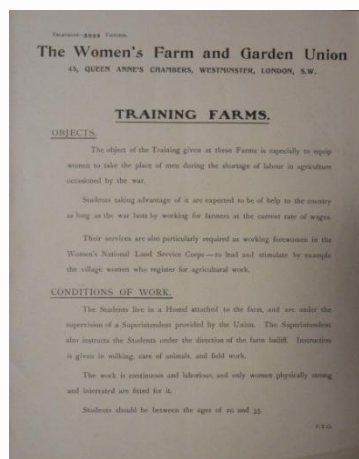 The Women's Farm and Garden Union
45, QUEEN ANNE'S CHAMBERS, WESTMINSTER, LONDON, S.W.
TRAINING FARMS.
OBJECTS.
The object of the Training given at these Farms is especially to equip
women to take the place of men during the shortage of labour in agriculture
occasioned by the war.
Students taking advantage of it are expected to be of help to the country
as long as the war lasts by working for farmers at the current rate of wages.
Their services are also particularly required as working forewomen in the
Women's National Land Service Corps—to lead and stimulate by example
the village women who register for agricultural work.
CONDITIONS OF WORK.
The Students live in a Hostel attached to the farm, and are under the
supervision of a Superintendent provided by the Union. The Superintendent
also instructs the Students under the direction of the farm bailiff. Instruction
is given in milking, care of animals, and field work.
The work is continuous and laborious, and only women physically strong
and interested are fitted for it.
Students should be between the ages of 20 and 35.
P.T.O.